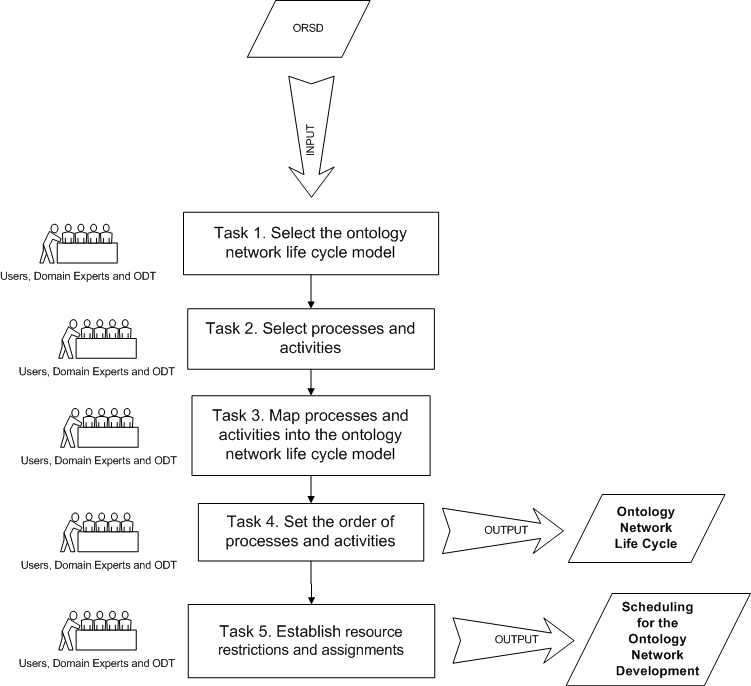 ORSD
INPUT
Task 1. Select the ontology
network life cycle model
Users, Domain Experts and ODT
Task 2. Select processes and
activities
Users, Domain Experts and ODT
Task 3. Map processes and
activities into the ontology
network life cycle model
Users, Domain Experts and ODT
Task 4. Set the order of
processes and activities
Users, Domain Experts and ODT
OUTPUT
Ontology
Network
Life Cycle
Task 5. Establish resource
restrictions and assignments
Users, Domain Experts and ODT
OUTPUT
Scheduling
for the
Ontology
Network
Development